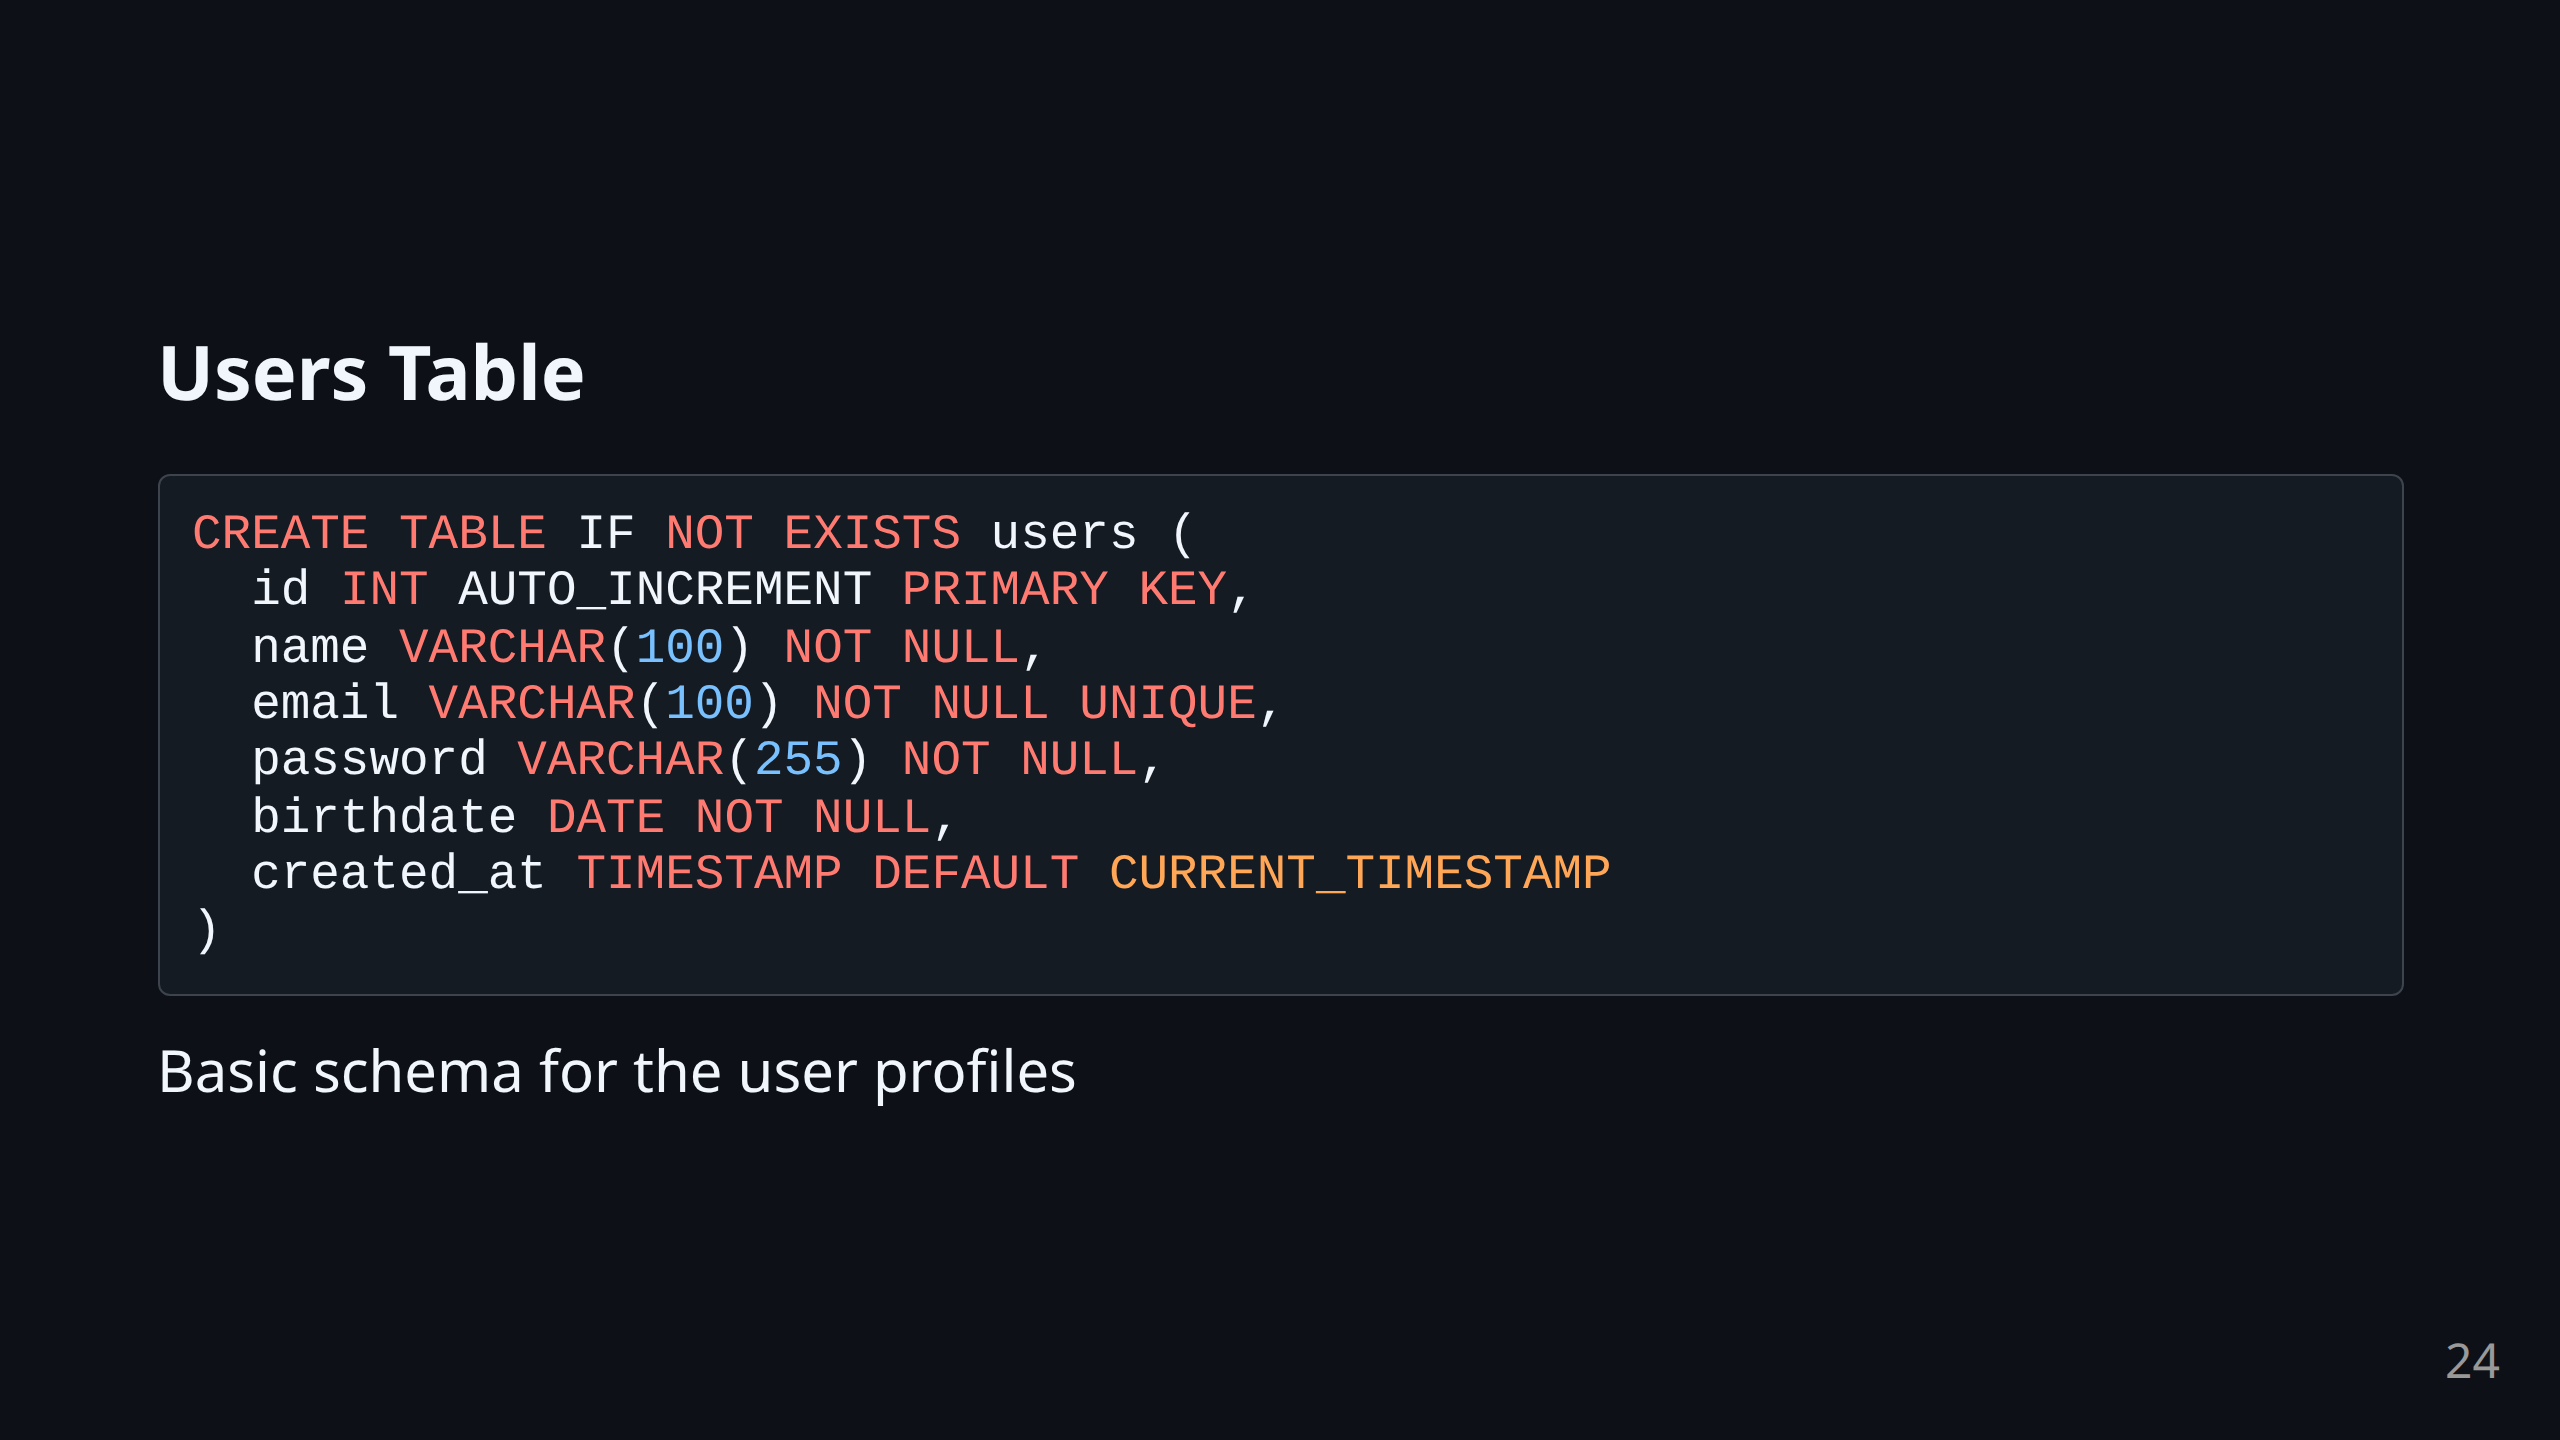 Users Table
CREATE TABLE IF NOT EXISTS users (
  id INT AUTO_INCREMENT PRIMARY KEY,
  name VARCHAR(100) NOT NULL,
  email VARCHAR(100) NOT NULL UNIQUE,
  password VARCHAR(255) NOT NULL,
  birthdate DATE NOT NULL,
  created_at TIMESTAMP DEFAULT CURRENT_TIMESTAMP
)
Basic schema for the user profiles
24